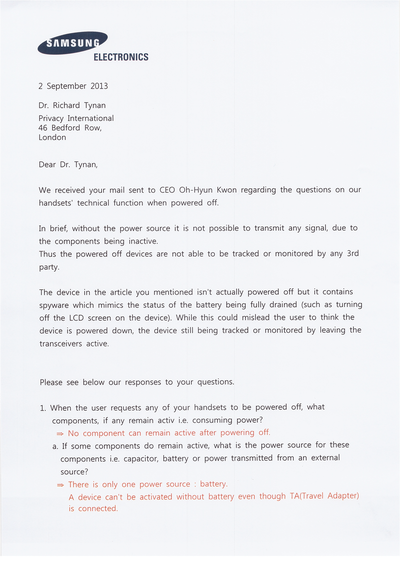 SAMSUNG
ELECTRONICS
2 September 2013
Dr. Richard Tynan
Privacy International
46 Bedford Row,
London
Dear Dr. Tynan,
We received your mail sent to CEO Oh-Hyun Kwon regarding the questions on our
handsets' technical function when powered off.
In brief, without the power source it is not possible to transmit any signal, due to
the components being inactive.
Thus the powered off devices are not able to be tracked or monitored by any 3rd
party.
The device in the article you mentioned isn't actually powered off but it contains
spyware which mimics the status of the battery being fully drained (such as turning
off the LCD screen on the device). While this could mislead the user to think the
device is powered down, the device still being tracked or monitored by leaving the
transceivers active.
Please see below our responses to your questions.
1. When the user requests any of your handsets to be powered off, what
components, if any remain activ i.e. consuming power?
⇒ No component can remain active after powering off.
a. If some components do remain active, what is the power source for these
components i.e. capacitor, battery or power transmitted from an external
source?
⇒ There is only one power source : battery.
A device can't be activated without battery even though TA(Travel Adapter)
is connected.